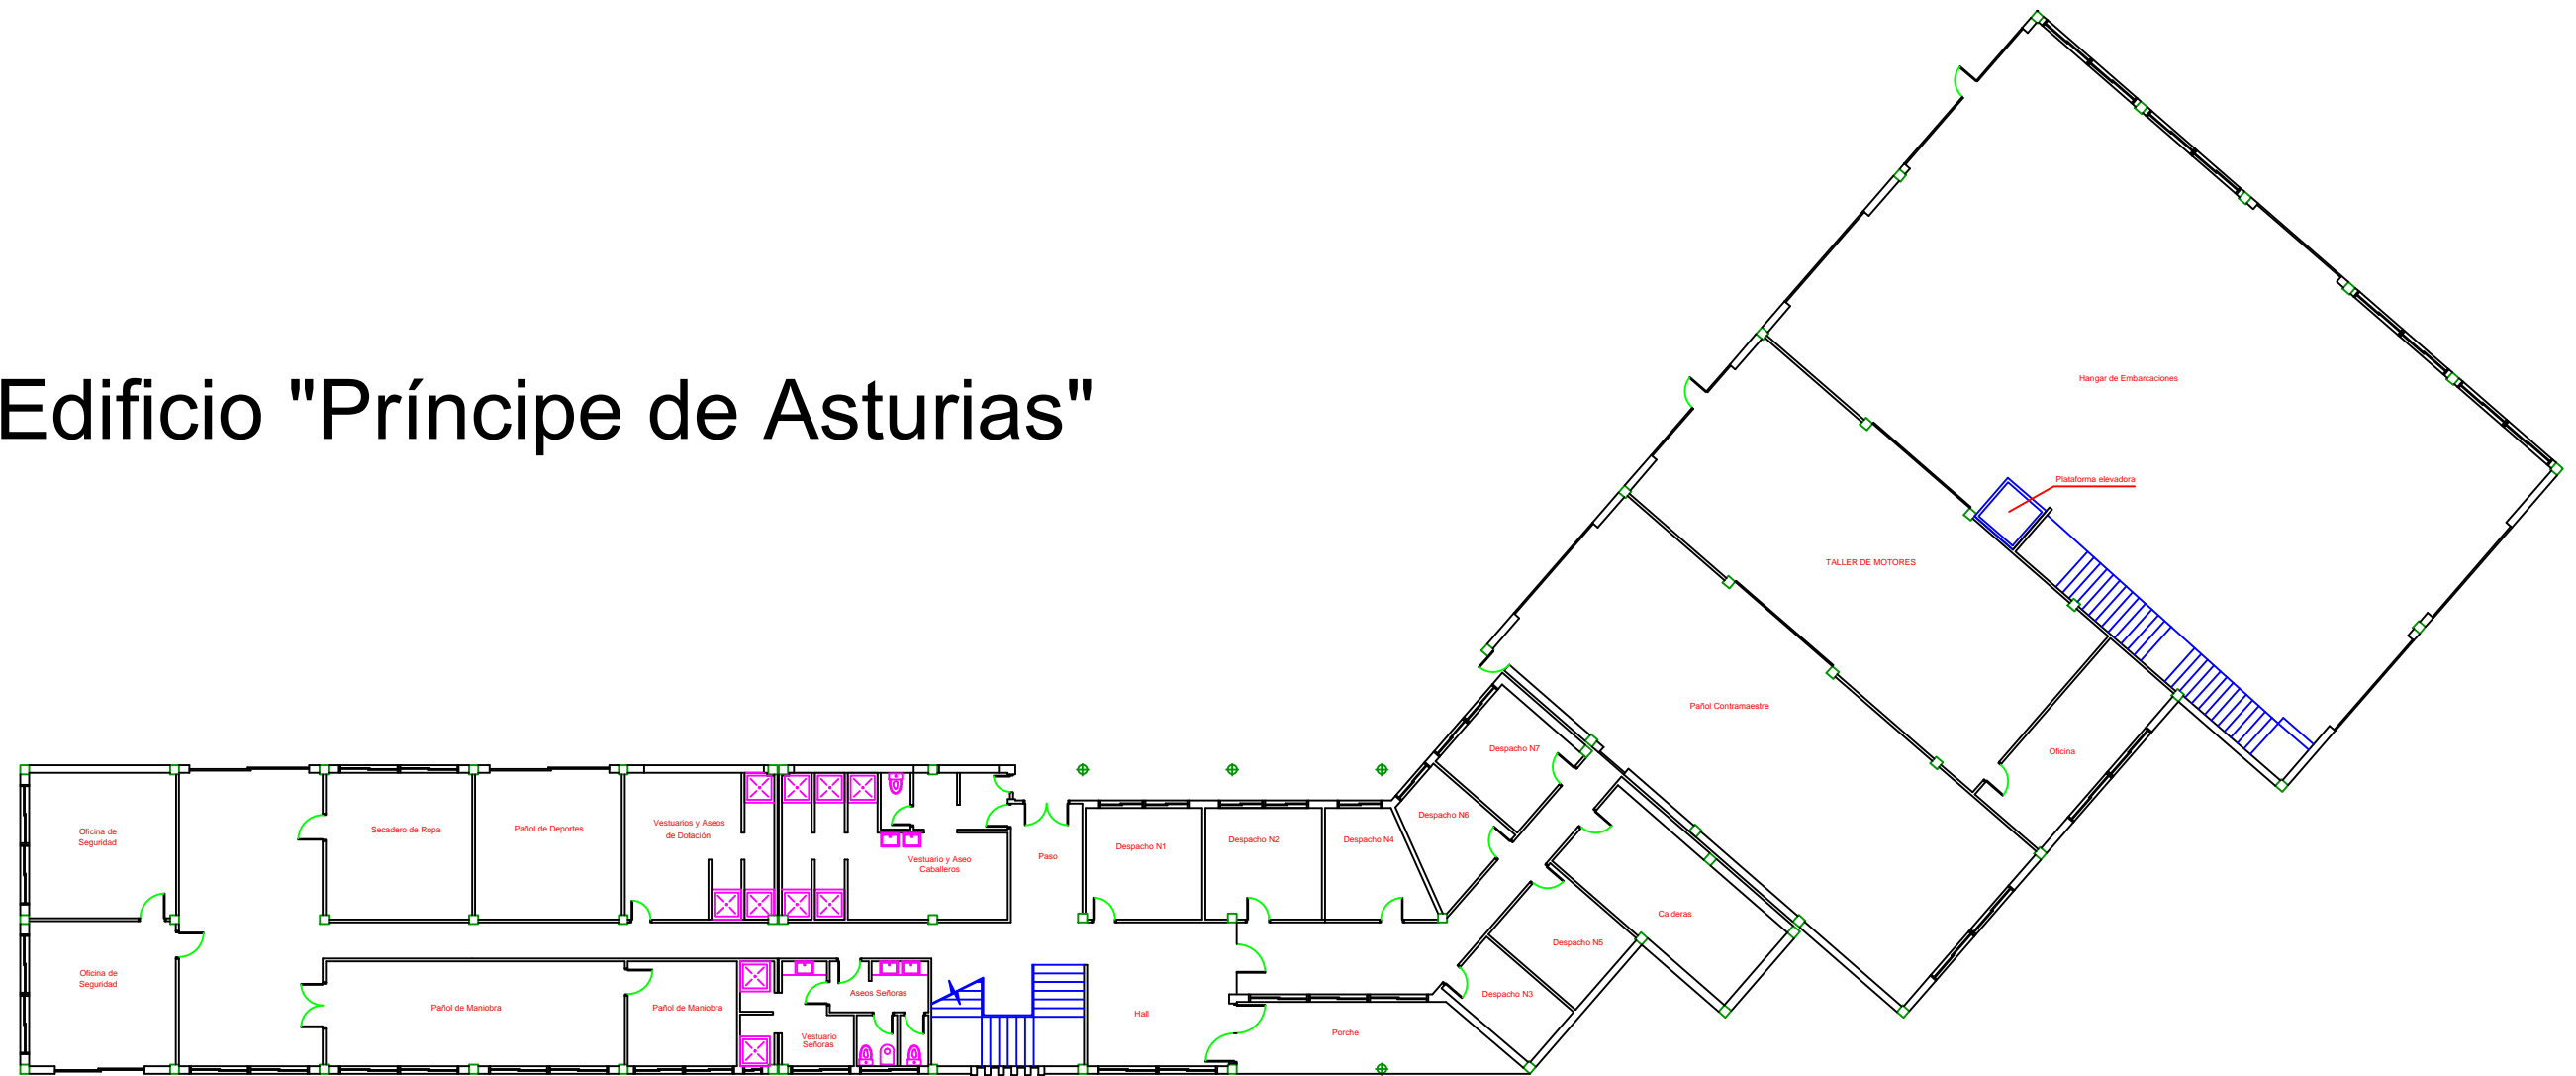 Edificio "Príncipe de Asturias"
Hangar de Embarcaciones
Plataforma elevadora
TALLER DE MOTORES
Pañol Contramaestre
Oficina
Despacho N7
Despacho N6
Oficina de
Seguridad
Secadero de Ropa
Pañol de Deportes
Vestuarios y Aseos
de Dotación
Vestuario y Aseo
Caballeros
Paso
Despacho N1
Despacho N2
Despacho N4
Calderas
Despacho N5
Despacho N3
Oficina de
Seguridad
Pañol de Maniobra
Pañol de Maniobra
Aseos Señoras
Vestuario
Señoras
Hall
Porche